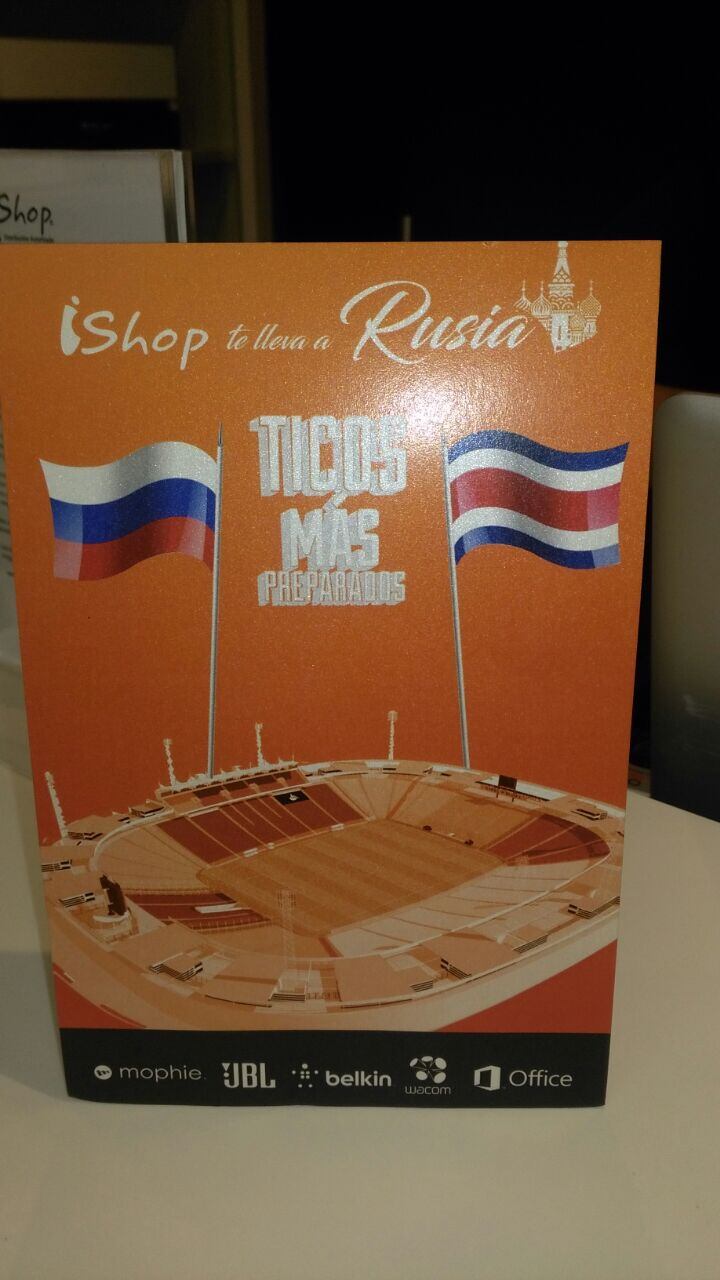 Shop
iShop te lleva a Rusia
TICOS
MÁS
PREPARADOS
mophie JBL belkin wacom Office